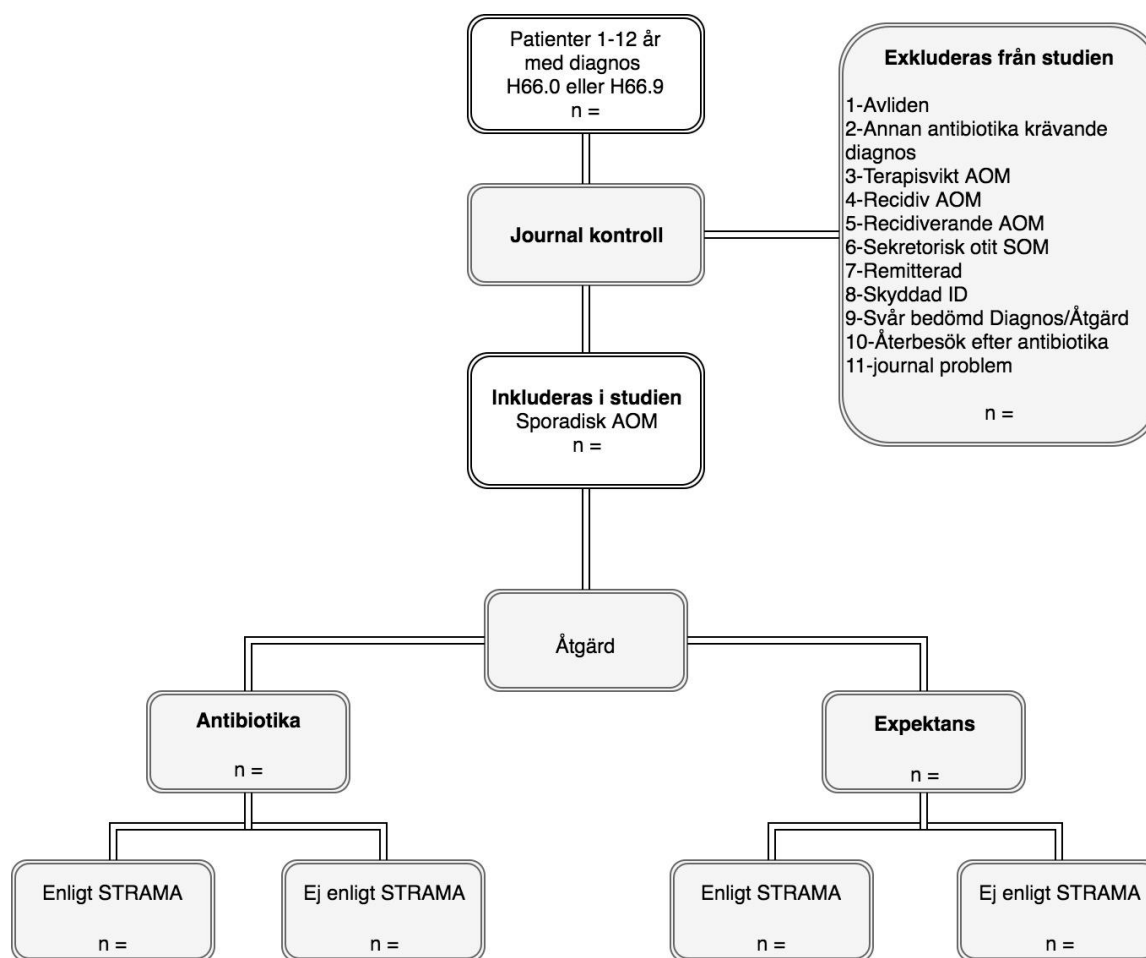 Patienter 1-12 år
med diagnos
H66.0 eller H66.9
n =
Exkluderas från studien
1-Avliden
2-Annan antibiotika krävande
diagnos
3-Terapisvikt AOM
4-Recidiv AOM
5-Recidiverande AOM
6-Sekretorisk otit SOM
7-Remitterad
8-Skyddad ID
9-Svår bedömd Diagnos/Åtgärd
10-Återbesök efter antibiotika
11-journal problem
n =
Journal kontroll
Inkluderas i studien
Sporadisk AOM
n =
Åtgärd
Antibiotika
n =
Expektans
n =
Enligt STRAMA
n =
Ej enligt STRAMA
n =
Enligt STRAMA
n =
Ej enligt STRAMA
n =